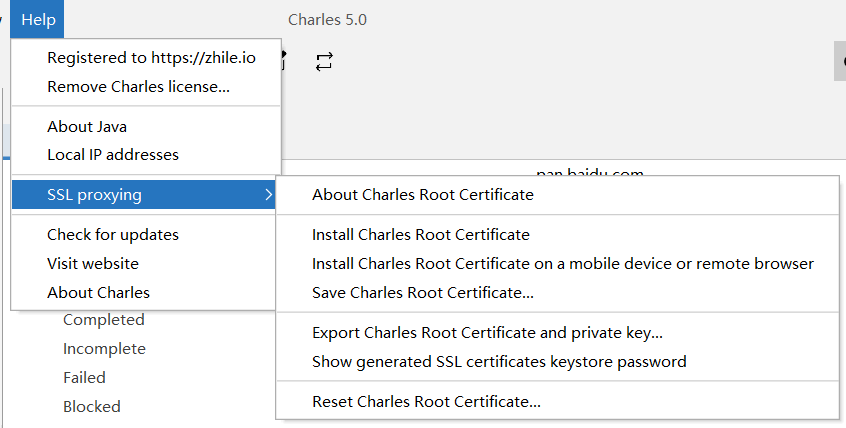 Help
Charles 5.0
Registered to https://zhile.io
Remove Charles license...
About Java
Local IP addresses
pan.baidu.com
SSL proxying
About Charles Root Certificate
Install Charles Root Certificate
Install Charles Root Certificate on a mobile device or remote browser
Save Charles Root Certificate...
Export Charles Root Certificate and private key...
Show generated SSL certificates keystore password
Reset Charles Root Certificate...
Check for updates
Visit website
About Charles
Completed
Incomplete
Failed
Blocked